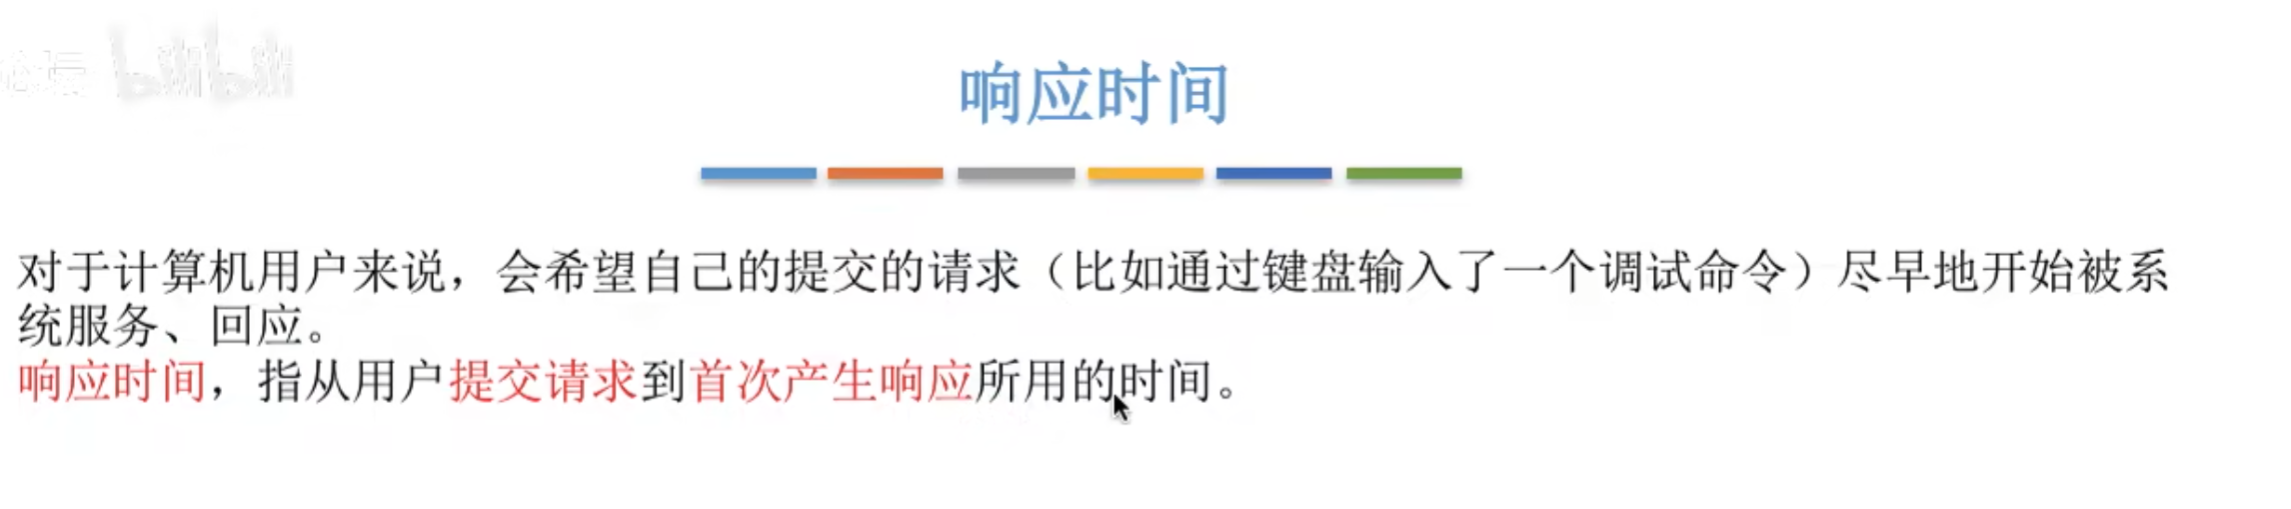 bilibili
响应时间
对于计算机用户来说，会希望自己的提交的请求（比如通过键盘输入了一个调试命令）尽早地开始被系
统服务、回应。
响应时间，指从用户提交请求到首次产生响应所用的时间。